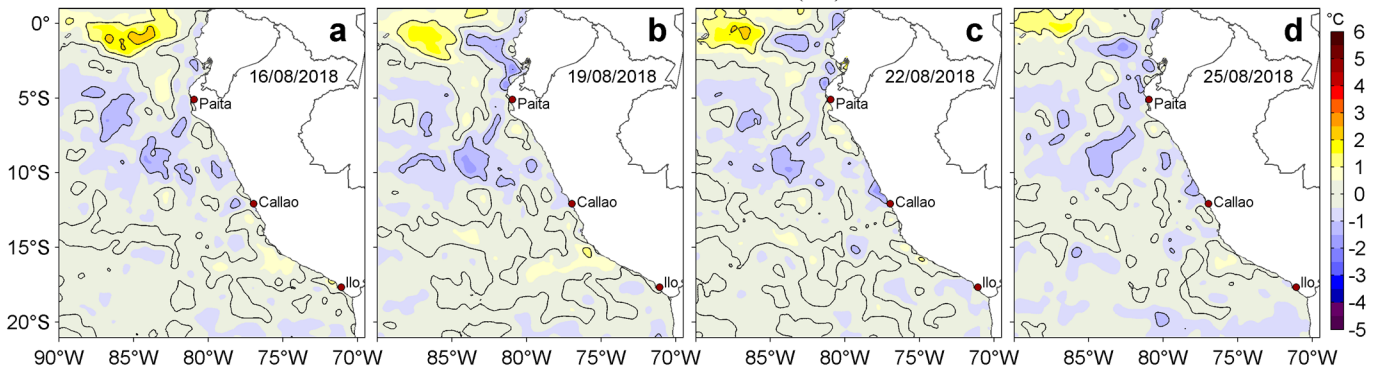 a
16/08/2018
Paita
Callao
Ilo
b
19/08/2018
Paita
Callao
Ilo
c
22/08/2018
Paita
Callao
Ilo
d
25/08/2018
Paita
Callao
Ilo
0°
5°S
10°S
15°S
20°S
90°W 85°W 80°W 75°W 70°W
85°W 80°W 75°W 70°W
85°W 80°W 75°W 70°W
85°W 80°W 75°W 70°W
°C
6
5
4
3
2
1
0
-1
-2
-3
-4
-5